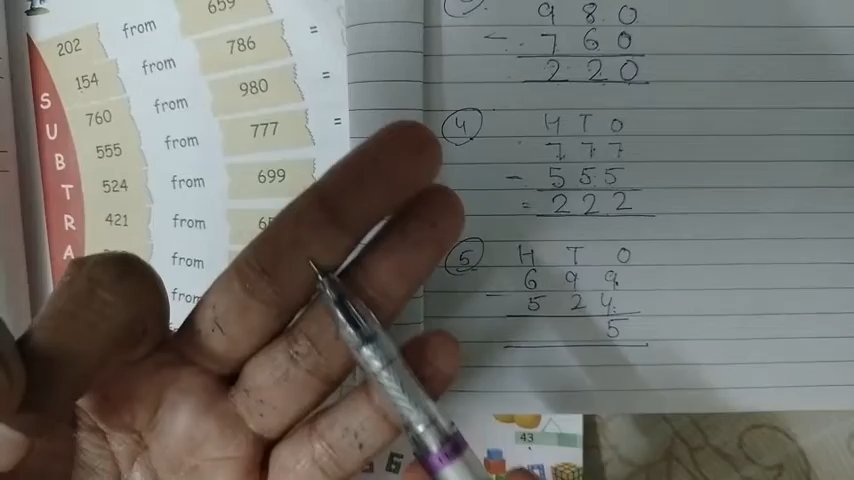 659
202 from 786 =
154 from 980 =
760 from 777 =
555 from 699
524 from
421 from
from
from
SUBTRA
9 8 0
- 7 6 0
2 2 0
4 H T O
7 7 7
- 5 5 5
= 2 2 2
5 H T O
6 9 9
- 5 2 4
5
43